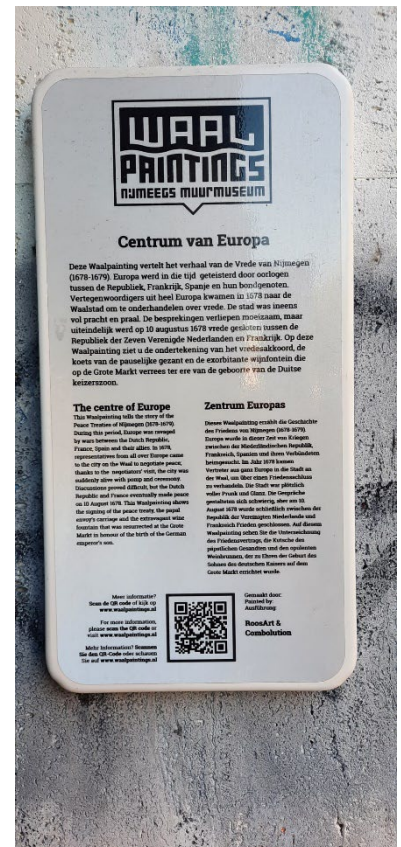 WAAL
PAINTINGS
NIJMEEGS MUURMUSEUM
Centrum van Europa
Deze Waalpainting vertelt het verhaal van de Vrede van Nijmegen
(1678-1679). Europa werd in die tijd geteisterd door oorlogen
tussen de Republiek, Frankrijk, Spanje en hun bondgenoten.
Vertegenwoordigers uit heel Europa kwamen in 1678 naar de
Waalstad om te onderhandelen over vrede. De stad was ineens
vol pracht en praal. De besprekingen verliepen moeizaam, maar
uiteindelijk werd op 10 augustus 1678 vrede gesloten tussen de
Republiek der Zeven Verenigde Nederlanden en Frankrijk. Op deze
Waalpainting ziet u de ondertekening van het vredesakkoord, de
koets van de pauselijke gezant en de exorbitante wijnfontein die
op de Grote Markt verrees ter ere van de geboorte van de Duitse
keizerszoon.
The centre of Europe
This Waalpainting tells the story of the
Peace Treaties of Nijmegen (1678-1679).
During this period, Europe was ravaged
by wars between the Dutch Republic,
France, Spain and their allies. In 1678,
representatives from all over Europe came
to the city on the Waal to negotiate peace;
thanks to the negotiators' visit, the city was
suddenly alive with pomp and ceremony.
Discussions proved difficult, but the Dutch
Republic and France eventually made peace
on 10 August 1678. This Waalpainting shows
the signing of the peace treaty, the papal
envoy's carriage and the extravagant wine
fountain that was resurrected at the Grote
Markt in honour of the birth of the German
emperor's son.
Zentrum Europas
Dieses Waalpainting erzählt die Geschichte
des Friedens von Nijmegen (1678-1679).
Europa wurde in dieser Zeit von Kriegen
zwischen der Niederländischen Republik,
Frankreich, Spanien und ihren Verbündeten
heimgesucht. Im Jahr 1678 kamen
Vertreter aus ganz Europa in die Stadt an
der Waal, um über einen Friedensschluss
zu verhandeln. Die Stadt war plötzlich
voller Prunk und Glanz. Die Gespräche
gestalteten sich schwierig, aber am 10.
August 1678 wurde schließlich zwischen der
Republik der Vereinigten Niederlande und
Frankreich Frieden geschlossen. Auf diesem
Waalpainting sehen Sie die Unterzeichnung
des Friedensvertrags, die Kutsche des
päpstlichen Gesandten und den opulenten
Weinbrunnen, der zu Ehren der Geburt des
Sohnes des deutschen Kaisers auf dem
Grote Markt errichtet wurde.
Meer informatie?
Scan de QR code of kijk op
www.waalpaintings.nl
For more information,
please scan the QR code or
visit www.waalpaintings.nl
Mehr Information? Scannen
Sie den QR-Code oder schauen
Sie auf www.waalpaintings.nl
Gemaakt door:
Painted by:
Ausführung:
RoosArt &
Combolution